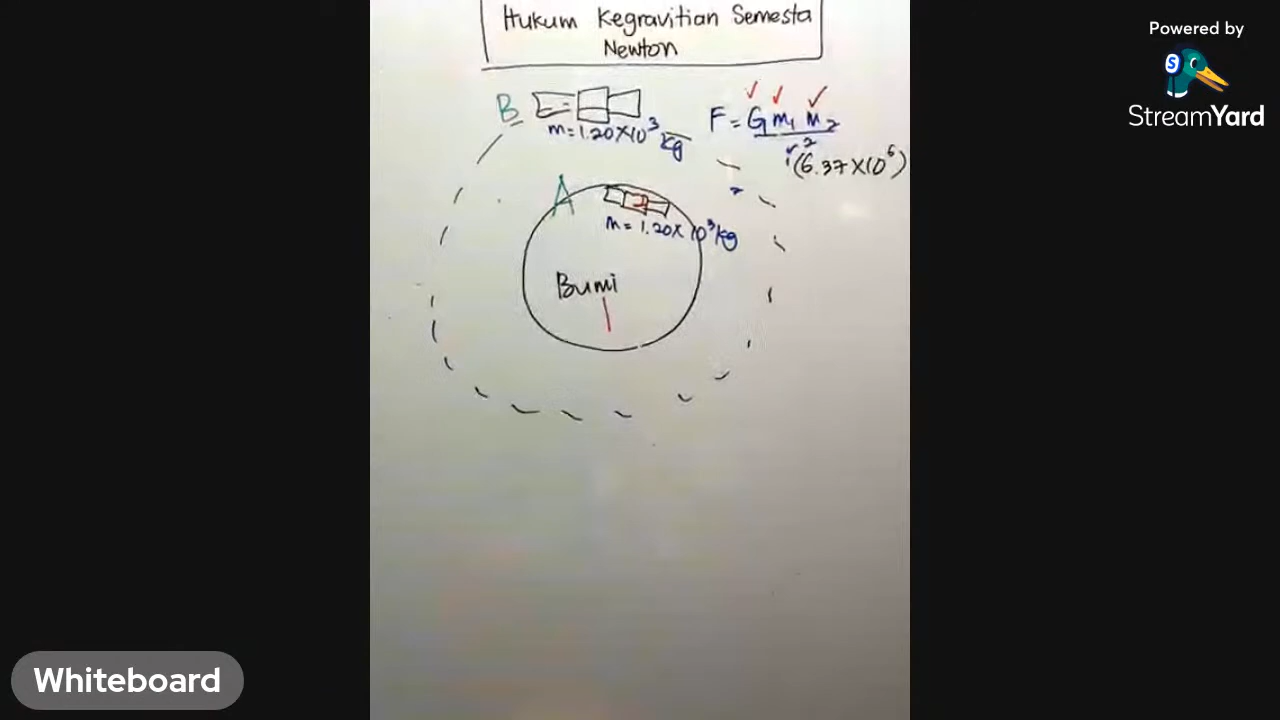 Hukum Kegravitian Semesta
Newton
B
m = 1.20 × 10³ kg
F = G m₁ m₂
r²
(6.37 × 10⁶)
A
m = 1.20 × 10³ kg
Bumi
Powered by
StreamYard
Whiteboard